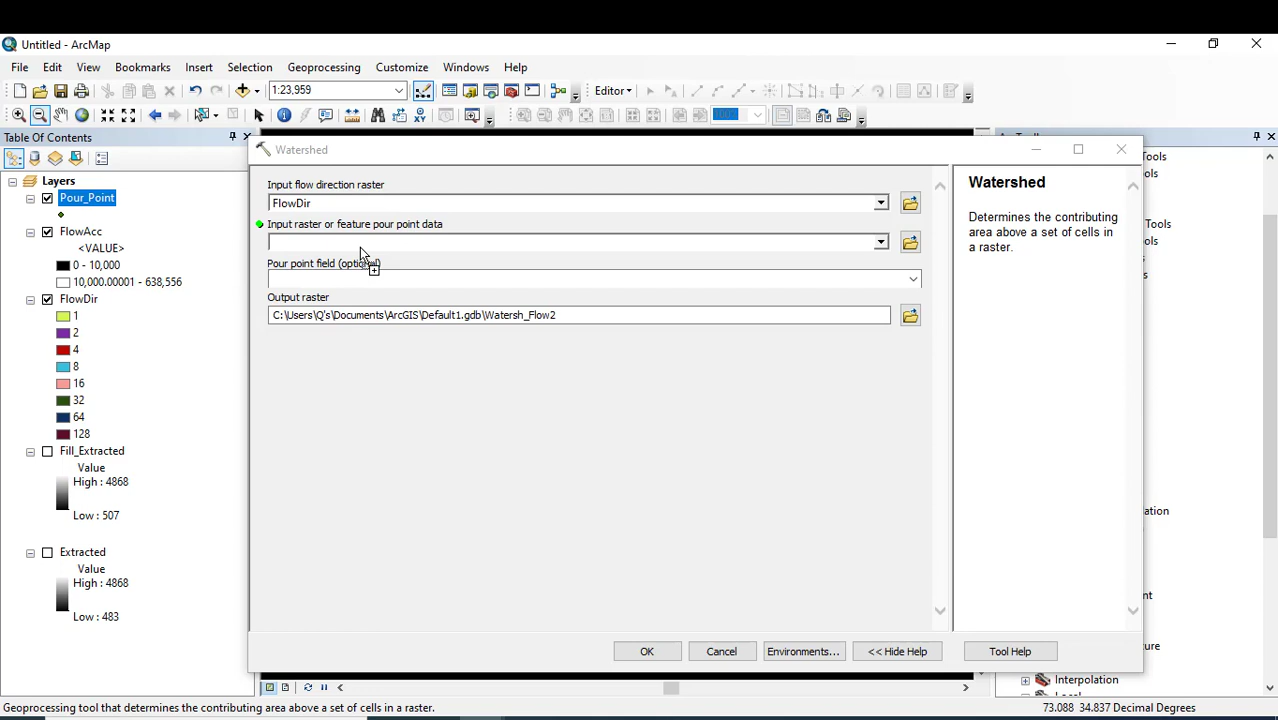 Untitled - ArcMap
File Edit View Bookmarks Insert Selection Geoprocessing Customize Windows Help
1:23,959
Editor
Table Of Contents
Layers
Pour_Point
FlowAcc
<VALUE>
0 - 10,000
10,000.00001 - 638,556
FlowDir
1
2
4
8
16
32
64
128
Fill_Extracted
Value
High : 4868
Low : 507
Extracted
Value
High : 4868
Low : 483
Watershed
Input flow direction raster
FlowDir
Input raster or feature pour point data
Pour point field (optional)
Output raster
C:\Users\Q's\Documents\ArcGIS\Default1.gdb\Watersh_Flow2
OK
Cancel
Environments...
<< Hide Help
Tool Help
Watershed
Determines the contributing
area above a set of cells in
a raster.
Tools
Interpolation
Geoprocessing tool that determines the contributing area above a set of cells in a raster.
73.088 34.837 Decimal Degrees